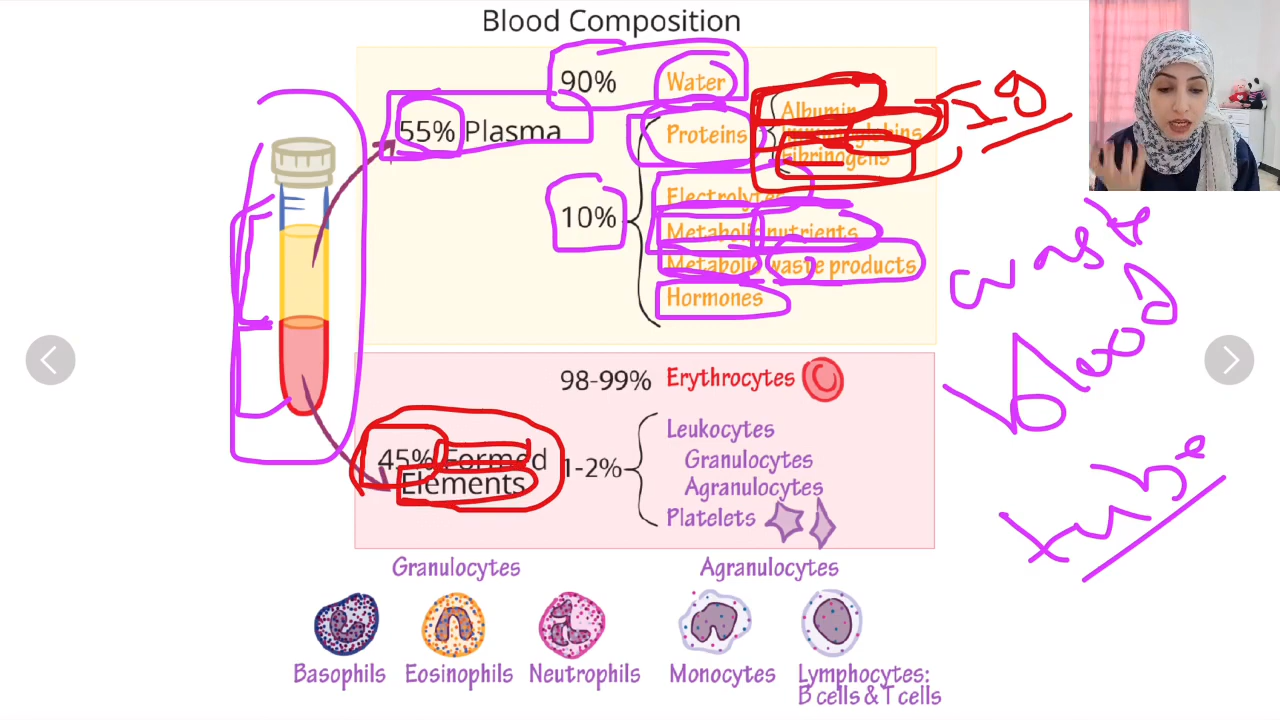 Blood Composition
90% Water
55% Plasma
Proteins
Albumin
Immunoglobins
Fibrinogens
Ig
10%
Electrolytes
Metabolic nutrients
Metabolic waste products
Hormones
waste
blood
tube
98-99% Erythrocytes
45% Formed
Elements
1-2%
Leukocytes
Granulocytes
Agranulocytes
Platelets
Granulocytes
Agranulocytes
Basophils
Eosinophils
Neutrophils
Monocytes
Lymphocytes:
B cells & T cells